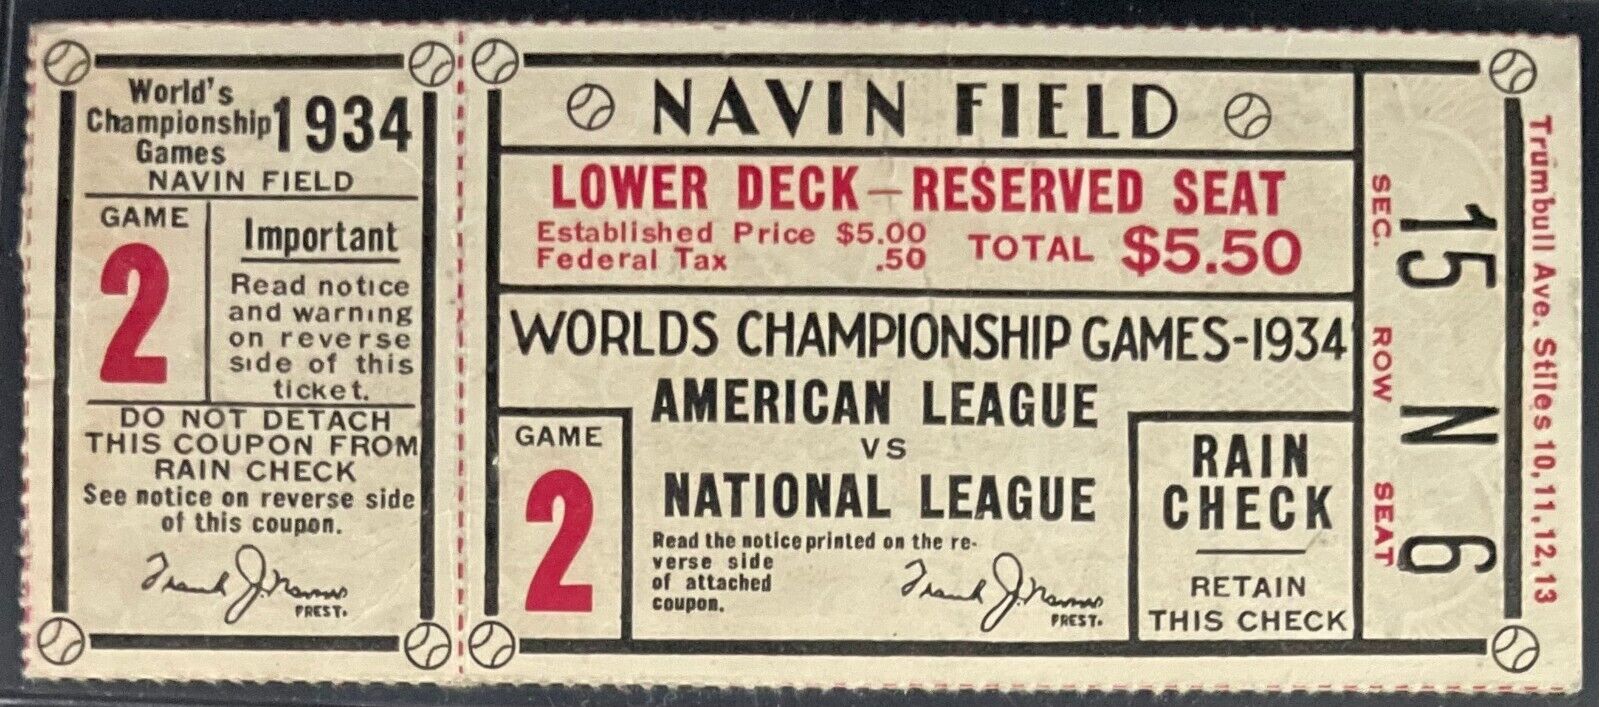 World's
Championship
Games
1934
NAVIN FIELD
GAME
2
Important
Read notice
and warning
on reverse
side of this
ticket.
DO NOT DETACH
THIS COUPON FROM
RAIN CHECK
See notice on reverse side
of this coupon.
Frank J. Navin
PREST.
NAVIN FIELD
LOWER DECK—RESERVED SEAT
Established Price $5.00
Federal Tax .50
TOTAL $5.50
WORLDS CHAMPIONSHIP GAMES-1934
AMERICAN LEAGUE
VS
NATIONAL LEAGUE
GAME
2
Read the notice printed on the re-
verse side
of attached
coupon.
Frank J. Navin
PREST.
RAIN
CHECK
RETAIN
THIS CHECK
SEC. ROW SEAT
15 N 6
Trumbull Ave. Stiles 10, 11, 12, 13